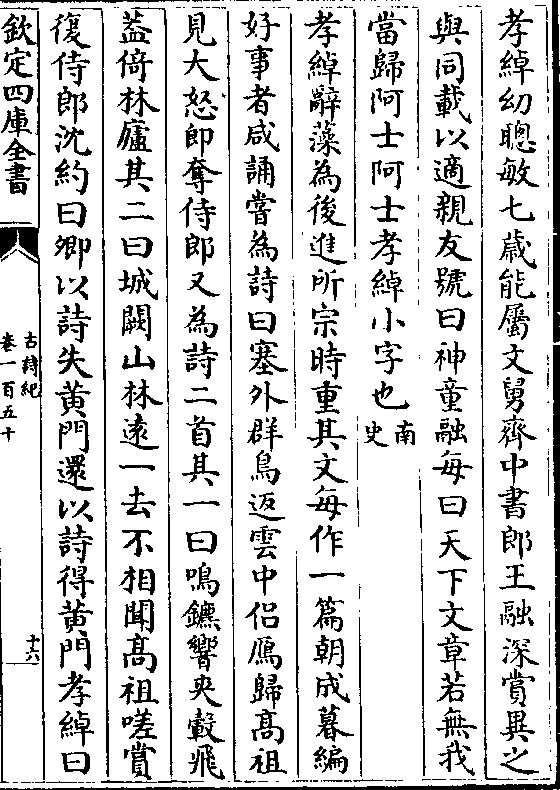 孝綽幼聰敏七歲能屬文舅齊中書郎王融深賞異之
與同載以適親友號曰神童融每曰天下文章若無我
當歸阿士阿士孝綽小字也南史
孝綽辭藻為後進所宗時重其文每作一篇朝成暮編
好事者咸誦嘗為詩曰塞外群鳥返雲中侶鴈歸髙祖
見大怒即奪侍郎又為詩二首其一曰鳴鑣響夾轂飛
葢倚林廬其二曰城闕山林逺一去不相聞髙祖嗟賞
復侍郎沈約曰卿以詩失黄門還以詩得黄門孝綽曰
欽定四庫全書
古詩紀
卷一百五十
十六